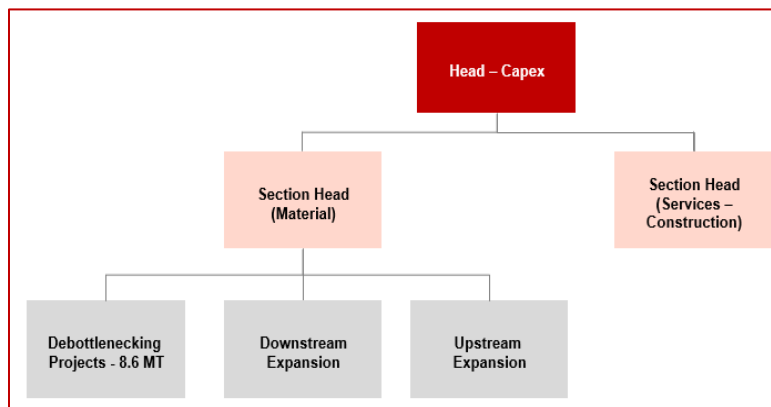 Head – Capex
Section Head
(Material)
Section Head
(Services –
Construction)
Debottlenecking
Projects - 8.6 MT
Downstream
Expansion
Upstream
Expansion